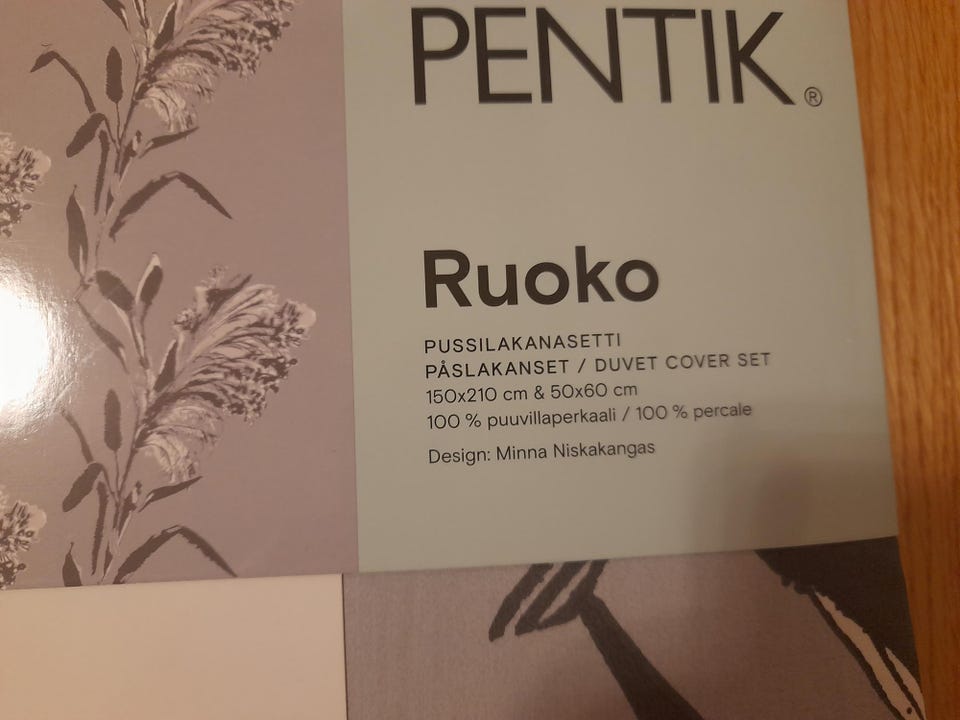 PENTIK®
Ruoko
PUSSILAKANASETTI
PÅSLAKANSET / DUVET COVER SET
150x210 cm & 50x60 cm
100 % puuvillaperkaali / 100 % percale
Design: Minna Niskakangas